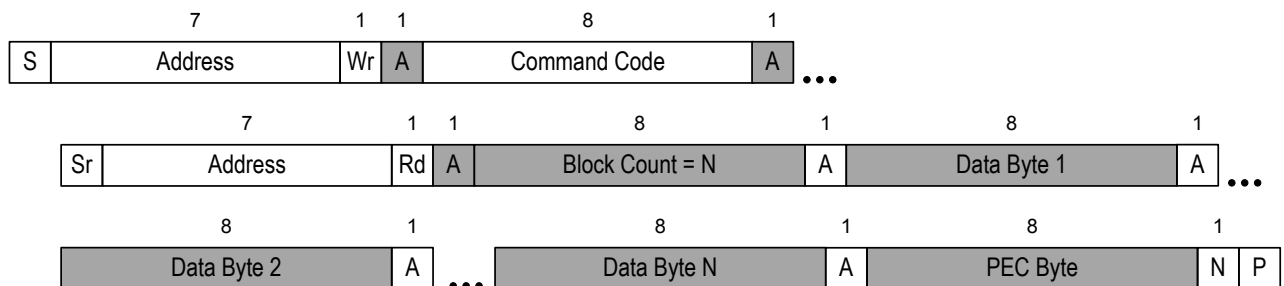 7 1 1 8 1
S Address Wr A Command Code A ...
7 1 1 8 1 8 1
Sr Address Rd A Block Count = N A Data Byte 1 A ...
8 1 8 1 8 1
Data Byte 2 A ... Data Byte N A PEC Byte N P